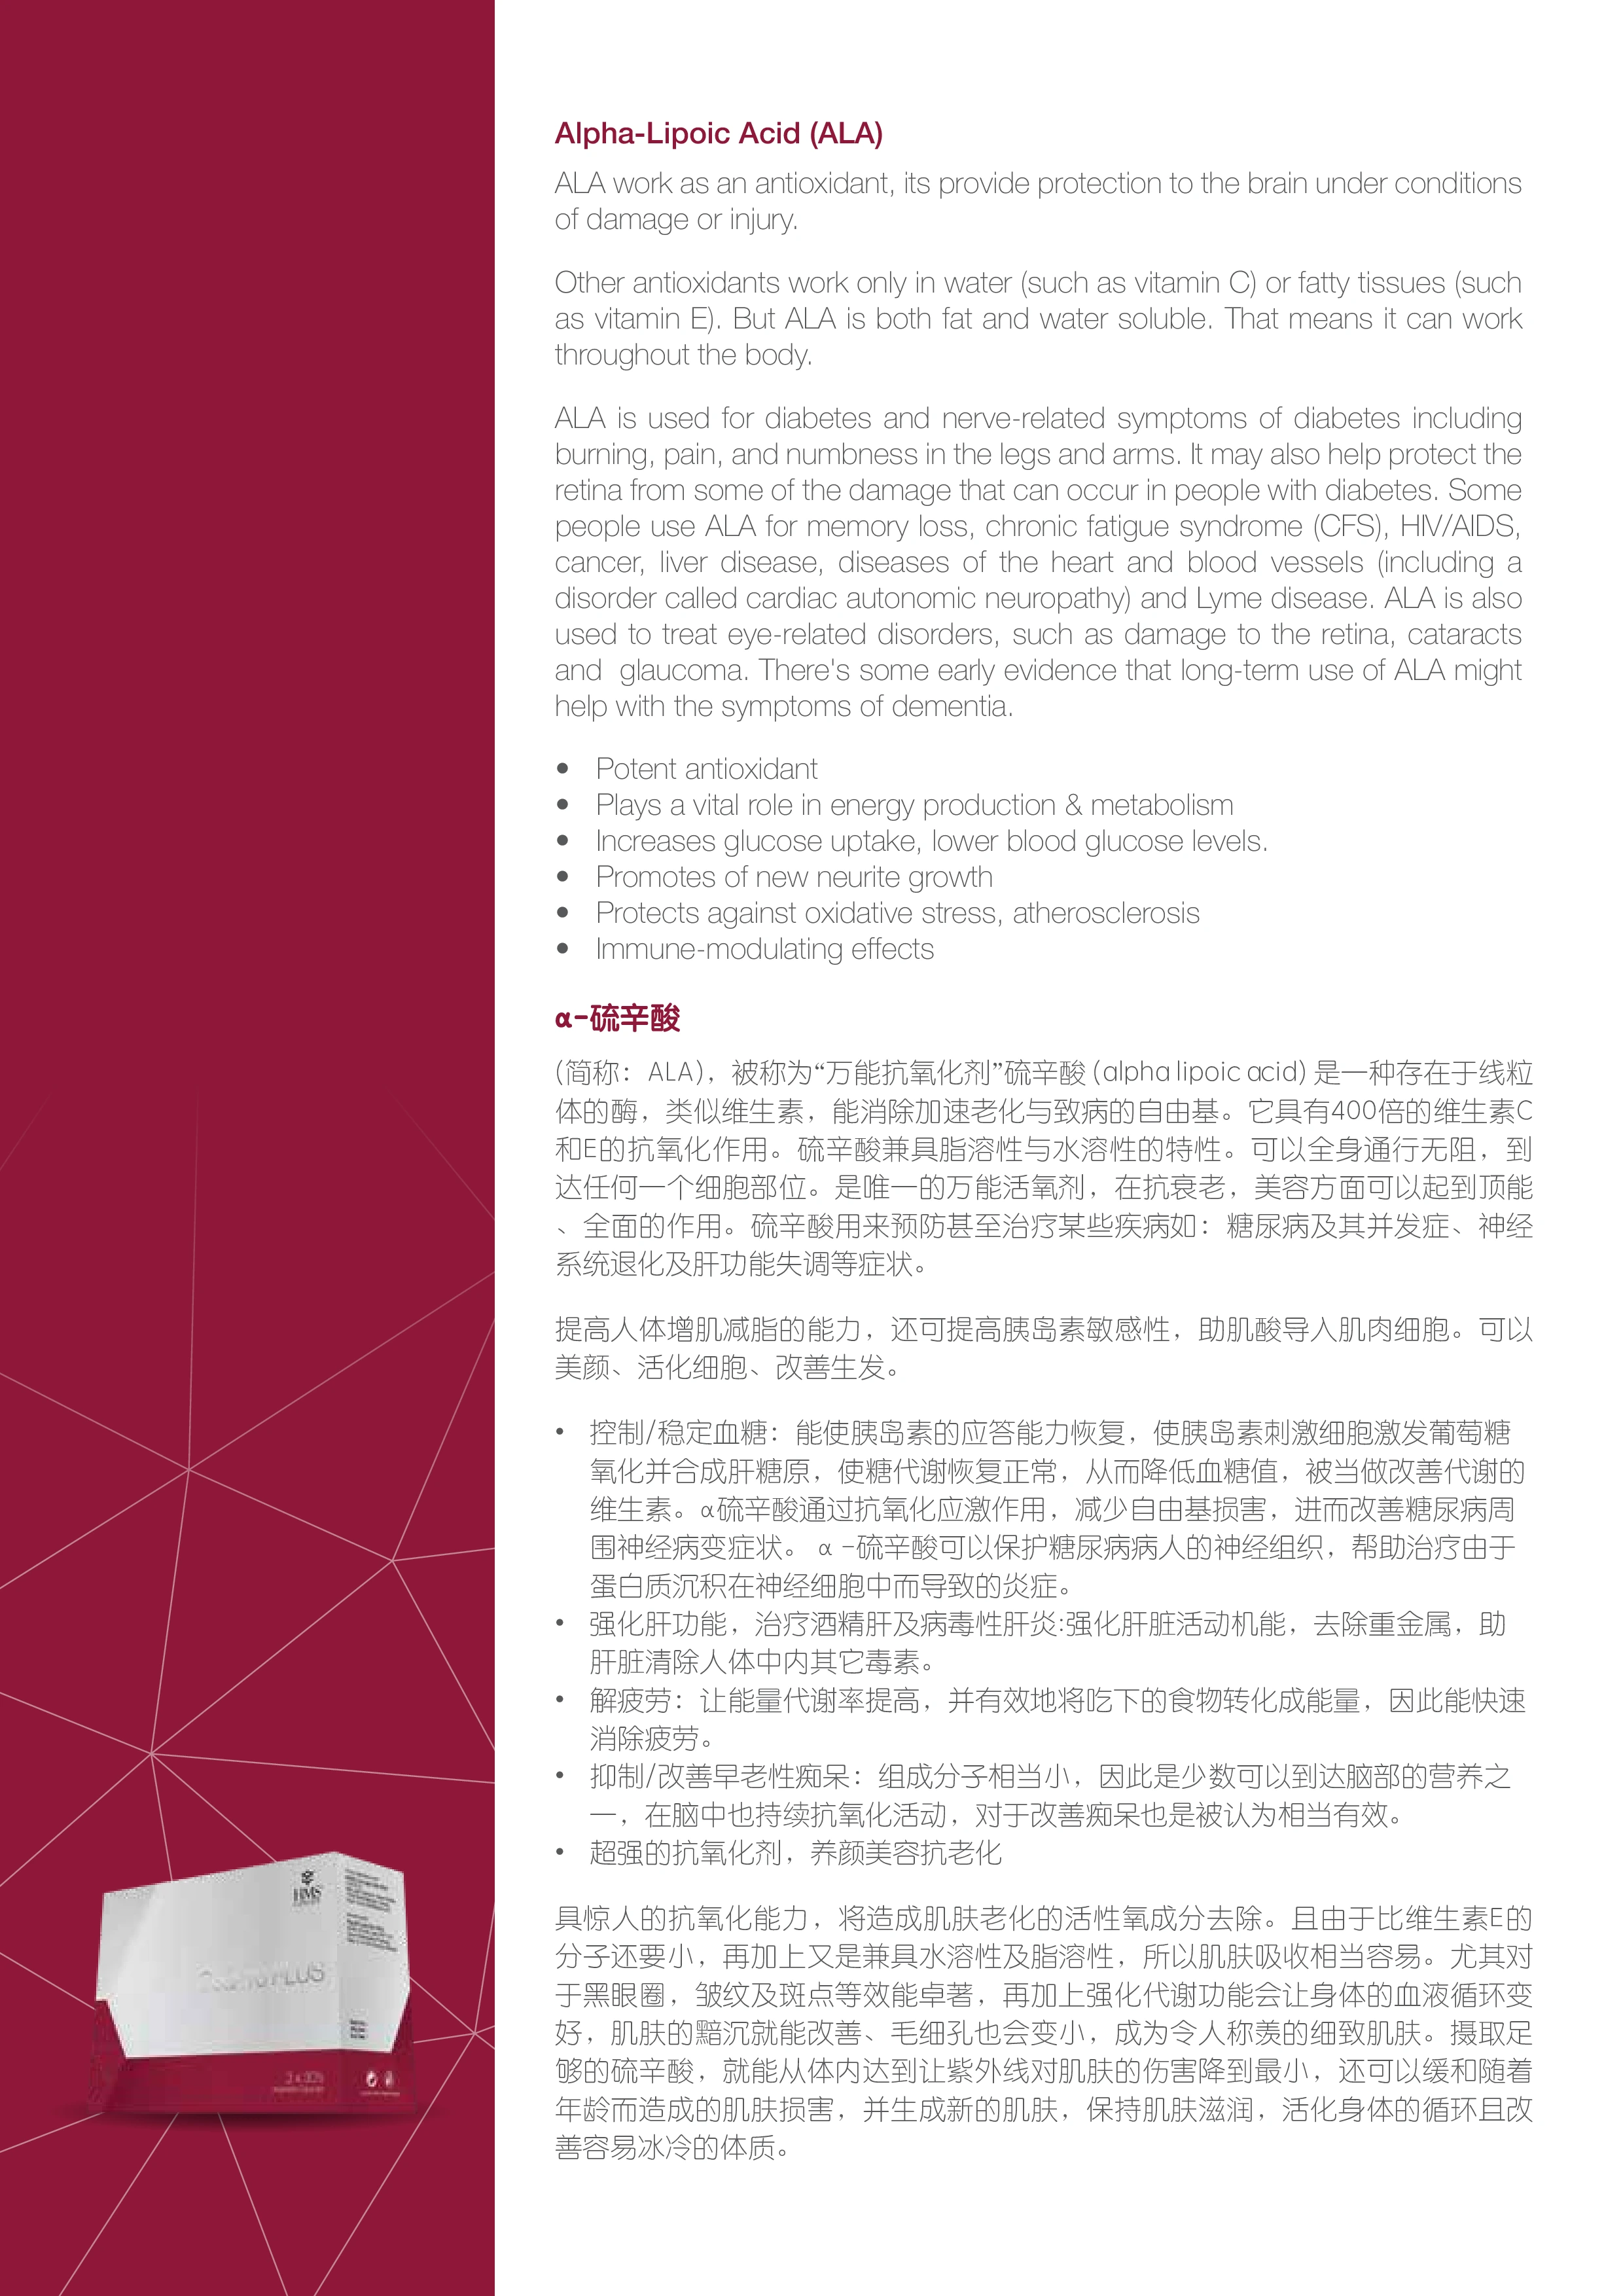 Alpha-Lipoic Acid (ALA)
ALA work as an antioxidant, its provide protection to the brain under conditions
of damage or injury.
Other antioxidants work only in water (such as vitamin C) or fatty tissues (such
as vitamin E). But ALA is both fat and water soluble. That means it can work
throughout the body.
ALA is used for diabetes and nerve-related symptoms of diabetes including
burning, pain, and numbness in the legs and arms. It may also help protect the
retina from some of the damage that can occur in people with diabetes. Some
people use ALA for memory loss, chronic fatigue syndrome (CFS), HIV/AIDS,
cancer, liver disease, diseases of the heart and blood vessels (including a
disorder called cardiac autonomic neuropathy) and Lyme disease. ALA is also
used to treat eye-related disorders, such as damage to the retina, cataracts
and glaucoma. There's some early evidence that long-term use of ALA might
help with the symptoms of dementia.
• Potent antioxidant
• Plays a vital role in energy production & metabolism
• Increases glucose uptake, lower blood glucose levels.
• Promotes of new neurite growth
• Protects against oxidative stress, atherosclerosis
• Immune-modulating effects
α-硫辛酸
(简称：ALA)，被称为“万能抗氧化剂”硫辛酸 (alpha lipoic acid) 是一种存在于线粒
体的酶，类似维生素，能消除加速老化与致病的自由基。它具有400倍的维生素C
和E的抗氧化作用。硫辛酸兼具脂溶性与水溶性的特性。可以全身通行无阻，到
达任何一个细胞部位。是唯一的万能活氧剂，在抗衰老，美容方面可以起到顶能
、全面的作用。硫辛酸用来预防甚至治疗某些疾病如：糖尿病及其并发症、神经
系统退化及肝功能失调等症状。
提高人体增肌减脂的能力，还可提高胰岛素敏感性，助肌酸导入肌肉细胞。可以
美颜、活化细胞、改善生发。
• 控制/稳定血糖：能使胰岛素的应答能力恢复，使胰岛素刺激细胞激发葡萄糖
氧化并合成肝糖原，使糖代谢恢复正常，从而降低血糖值，被当做改善代谢的
维生素。α硫辛酸通过抗氧化应激作用，减少自由基损害，进而改善糖尿病周
围神经病变症状。 α -硫辛酸可以保护糖尿病病人的神经组织，帮助治疗由于
蛋白质沉积在神经细胞中而导致的炎症。
• 强化肝功能，治疗酒精肝及病毒性肝炎:强化肝脏活动机能，去除重金属，助
肝脏清除人体中内其它毒素。
• 解疲劳：让能量代谢率提高，并有效地将吃下的食物转化成能量，因此能快速
消除疲劳。
• 抑制/改善早老性痴呆：组成分子相当小，因此是少数可以到达脑部的营养之
一，在脑中也持续抗氧化活动，对于改善痴呆也是被认为相当有效。
• 超强的抗氧化剂，养颜美容抗老化
具惊人的抗氧化能力，将造成肌肤老化的活性氧成分去除。且由于比维生素E的
分子还要小，再加上又是兼具水溶性及脂溶性，所以肌肤吸收相当容易。尤其对
于黑眼圈，皱纹及斑点等效能卓著，再加上强化代谢功能会让身体的血液循环变
好，肌肤的黯沉就能改善、毛细孔也会变小，成为令人称羡的细致肌肤。摄取足
够的硫辛酸，就能从体内达到让紫外线对肌肤的伤害降到最小，还可以缓和随着
年龄而造成的肌肤损害，并生成新的肌肤，保持肌肤滋润，活化身体的循环且改
善容易冰冷的体质。
HMS
PLUS